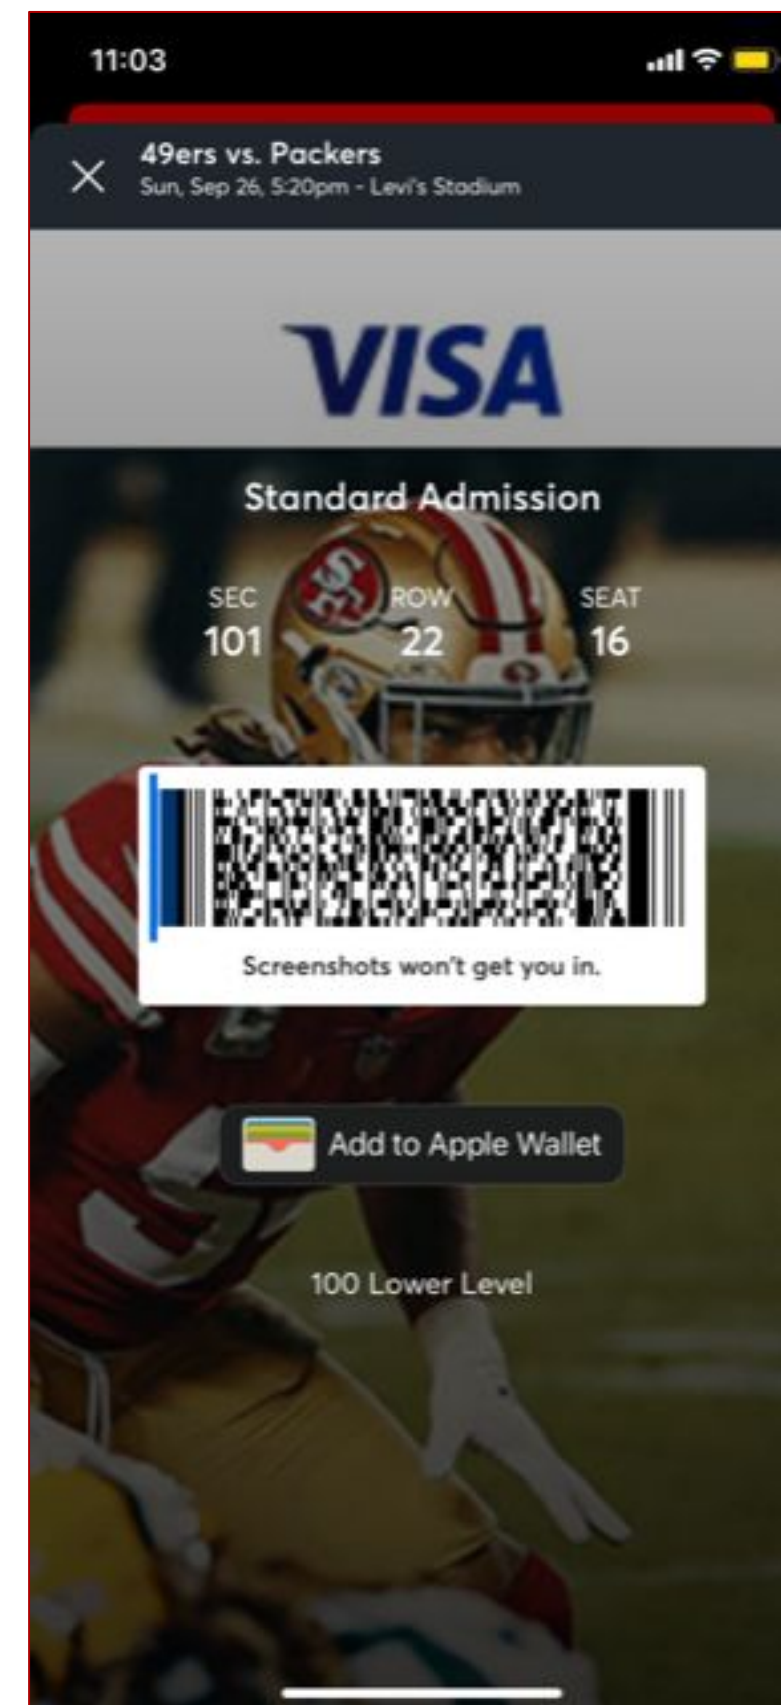 11:03
49ers vs. Packers
Sun, Sep 26, 5:20pm - Levi's Stadium
VISA
Standard Admission
SEC ROW SEAT
101 22 16
Screenshots won't get you in.
Add to Apple Wallet
100 Lower Level